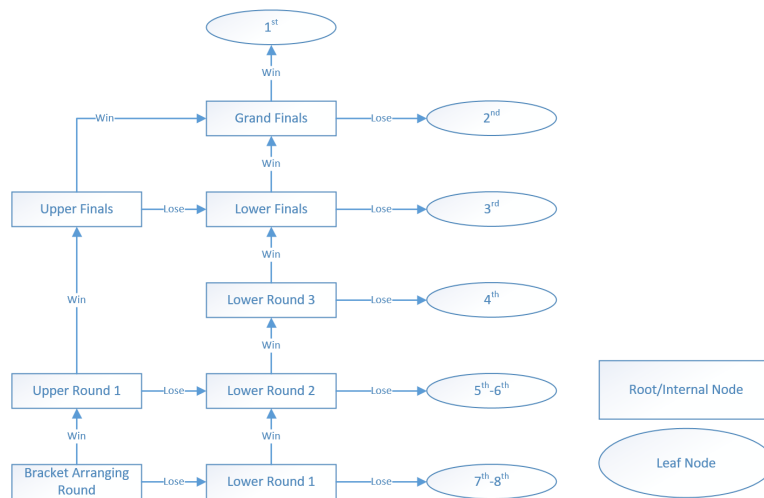 1st
Win
Win
Grand Finals
Lose
2nd
Win
Upper Finals
Lose
Lower Finals
Lose
3rd
Win
Win
Lower Round 3
Lose
4th
Win
Upper Round 1
Lose
Lower Round 2
Lose
5th-6th
Root/Internal Node
Win
Win
Bracket Arranging
Round
Lose
Lower Round 1
Lose
7th-8th
Leaf Node